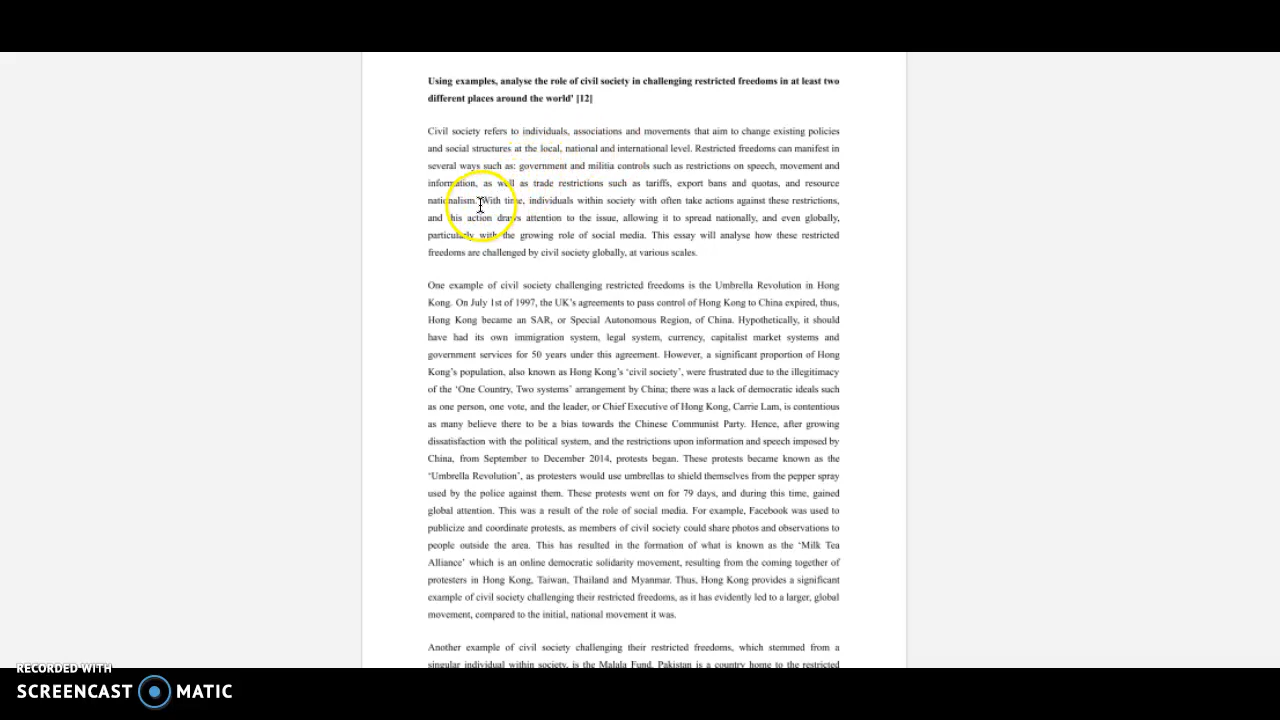 Using examples, analyse the role of civil society in challenging restricted freedoms in at least two
different places around the world' [12]
Civil society refers to individuals, associations and movements that aim to change existing policies
and social structures at the local, national and international level. Restricted freedoms can manifest in
several ways such as: government and militia controls such as restrictions on speech, movement and
information, as well as trade restrictions such as tariffs, export bans and quotas, and resource
nationalism. With time, individuals within society with often take actions against these restrictions,
and this action draws attention to the issue, allowing it to spread nationally, and even globally,
particularly with the growing role of social media. This essay will analyse how these restricted
freedoms are challenged by civil society globally, at various scales.
One example of civil society challenging restricted freedoms is the Umbrella Revolution in Hong
Kong. On July 1st of 1997, the UK's agreements to pass control of Hong Kong to China expired, thus,
Hong Kong became an SAR, or Special Autonomous Region, of China. Hypothetically, it should
have had its own immigration system, legal system, currency, capitalist market systems and
government services for 50 years under this agreement. However, a significant proportion of Hong
Kong's population, also known as Hong Kong's 'civil society', were frustrated due to the illegitimacy
of the 'One Country, Two systems' arrangement by China; there was a lack of democratic ideals such
as one person, one vote, and the leader, or Chief Executive of Hong Kong, Carrie Lam, is contentious
as many believe there to be a bias towards the Chinese Communist Party. Hence, after growing
dissatisfaction with the political system, and the restrictions upon information and speech imposed by
China, from September to December 2014, protests began. These protests became known as the
'Umbrella Revolution', as protesters would use umbrellas to shield themselves from the pepper spray
used by the police against them. These protests went on for 79 days, and during this time, gained
global attention. This was a result of the role of social media. For example, Facebook was used to
publicize and coordinate protests, as members of civil society could share photos and observations to
people outside the area. This has resulted in the formation of what is known as the 'Milk Tea
Alliance' which is an online democratic solidarity movement, resulting from the coming together of
protesters in Hong Kong, Taiwan, Thailand and Myanmar. Thus, Hong Kong provides a significant
example of civil society challenging their restricted freedoms, as it has evidently led to a larger, global
movement, compared to the initial, national movement it was.
Another example of civil society challenging their restricted freedoms, which stemmed from a
singular individual within society, is the Malala Fund. Pakistan is a country home to the restricted
RECORDED WITH
SCREENCAST MATIC